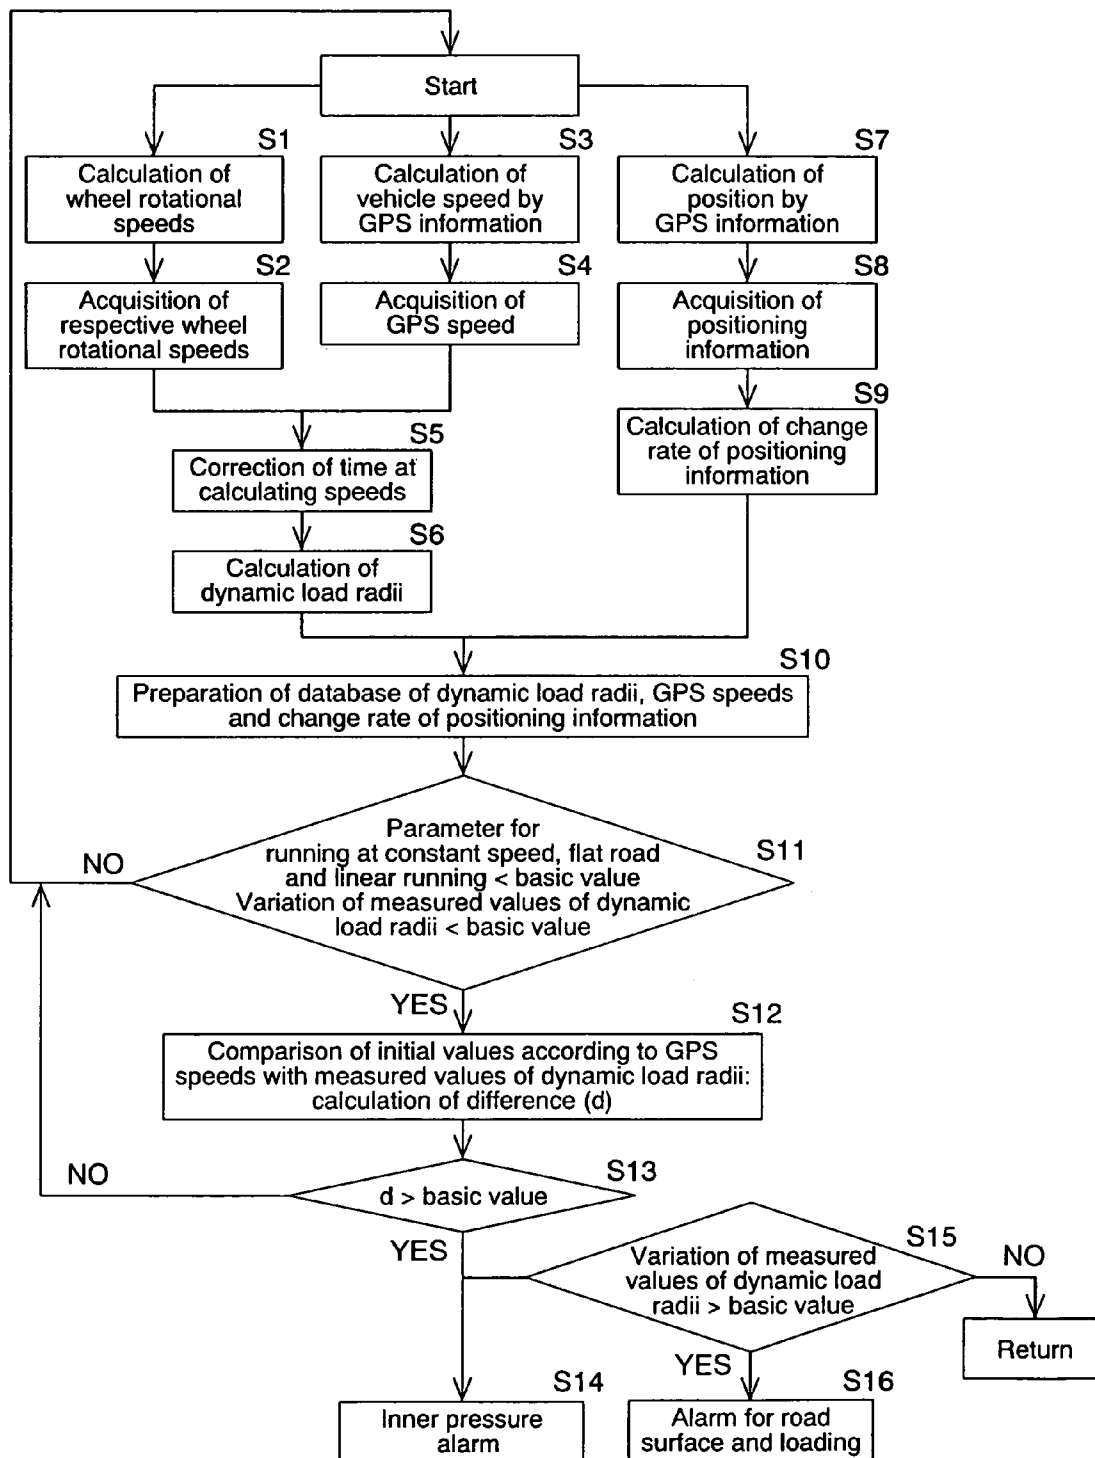 Start
S1
Calculation of
wheel rotational
speeds
S3
Calculation of
vehicle speed by
GPS information
S7
Calculation of
position by
GPS information
S2
Acquisition of
respective wheel
rotational speeds
S4
Acquisition of
GPS speed
S8
Acquisition of
positioning
information
S9
Calculation of change
rate of positioning
information
S5
Correction of time at
calculating speeds
S6
Calculation of
dynamic load radii
S10
Preparation of database of dynamic load radii, GPS speeds
and change rate of positioning information
S11
Parameter for
running at constant speed, flat road
and linear running < basic value
Variation of measured values of dynamic
load radii < basic value
NO
YES
S12
Comparison of initial values according to GPS
speeds with measured values of dynamic load radii:
calculation of difference (d)
NO
S13
d > basic value
YES
S15
Variation of measured
values of dynamic load
radii > basic value
NO
Return
YES
S14
Inner pressure
alarm
S16
Alarm for road
surface and loading